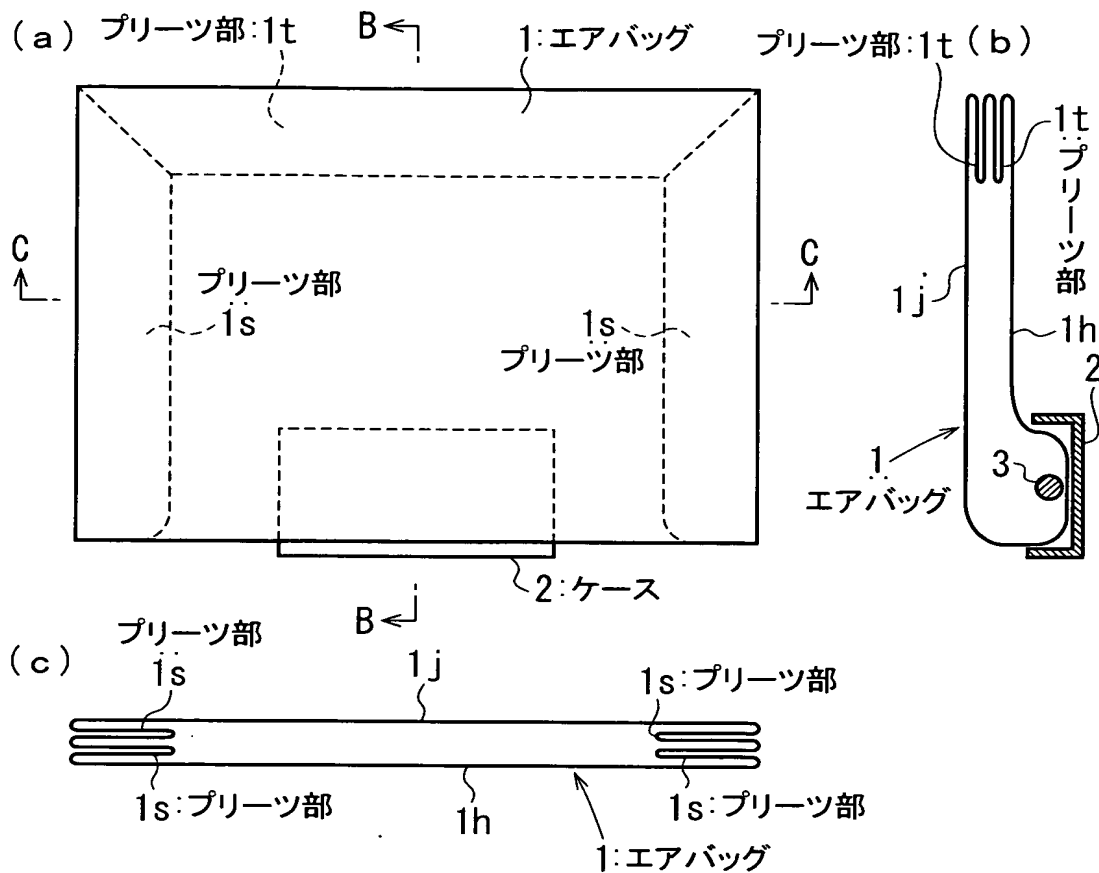 (a)
プリーツ部:1t
B
1:エアバッグ
プリーツ部:1t
(b)
1t:プリーツ部
C
C
プリーツ部:1s
1s:プリーツ部
1j
1h
2
1:エアバッグ
3
2:ケース
B
(c)
プリーツ部:1s
1j
1s:プリーツ部
1s:プリーツ部
1h
1s:プリーツ部
1:エアバッグ